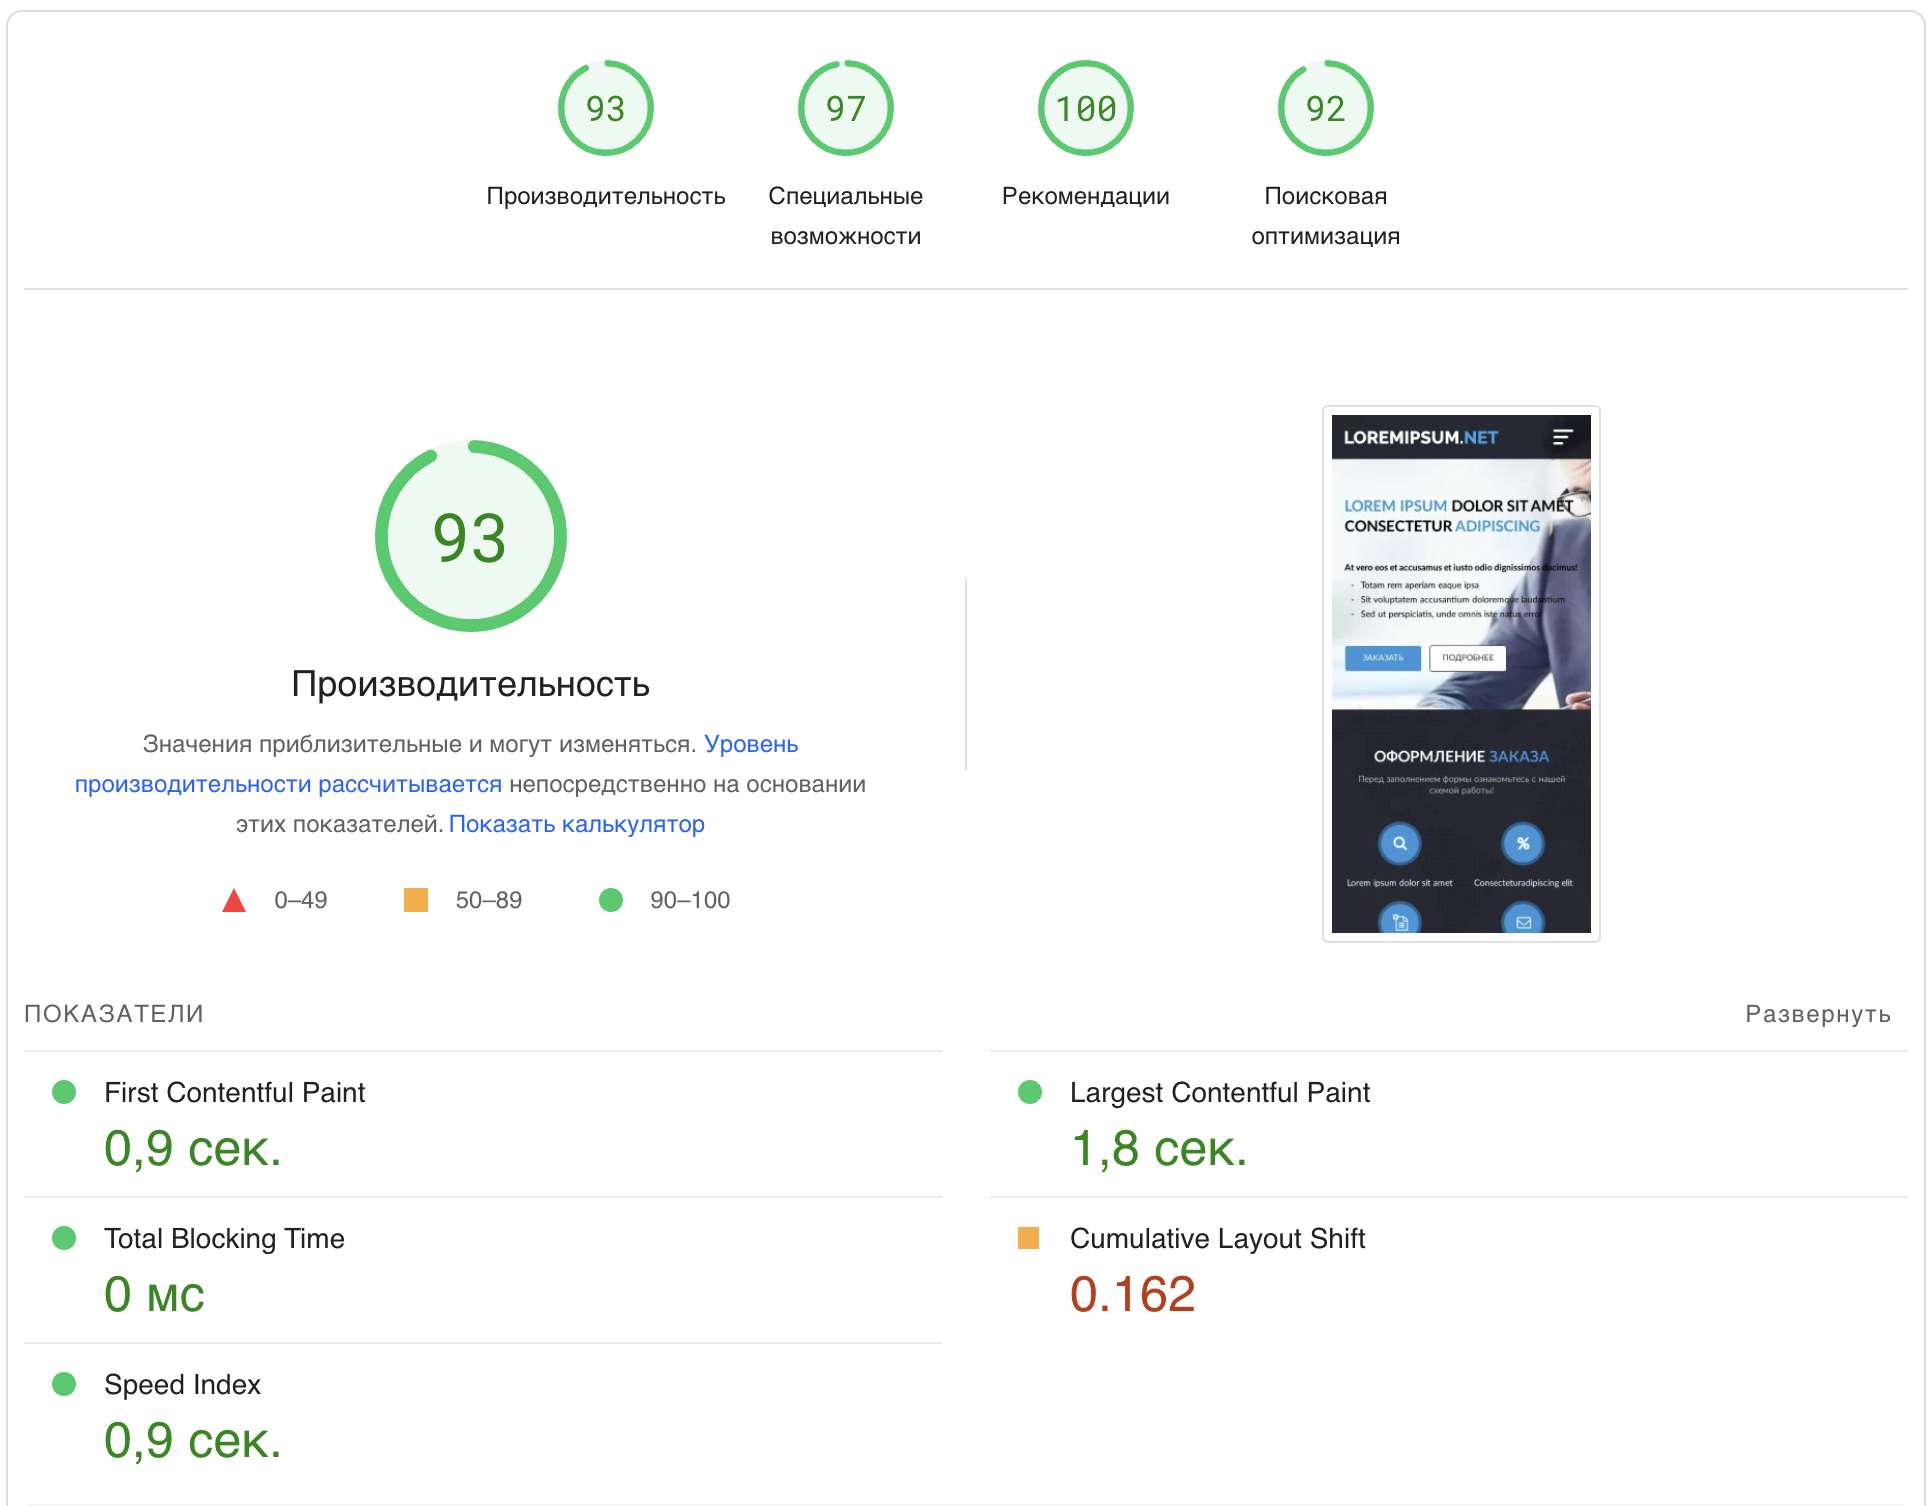 93
97
100
92
Производительность
Специальные
возможности
Рекомендации
Поисковая
оптимизация
93
Производительность
Значения приблизительные и могут изменяться. Уровень
производительности рассчитывается непосредственно на основании
этих показателей. Показать калькулятор
0–49
50–89
90–100
LOREMIPSUM.NET
LOREM IPSUM DOLOR SIT AMET
CONSECTETUR ADIPISCING
At vero eos et accusamus et iusto odio dignissimos ducimus!
- Totam rem aperiam eaque ipsa
- Sit voluptatem accusantium doloremque laudantium
- Sed ut perspiciatis, unde omnis iste natus error
ЗАКАЗАТЬ
ПОДРОБНЕЕ
ОФОРМЛЕНИЕ ЗАКАЗА
Перед заполнением формы ознакомьтесь с нашей
схемой работы!
Lorem ipsum dolor sit amet
Consecteturadipiscing elit
ПОКАЗАТЕЛИ
Развернуть
First Contentful Paint
0,9 сек.
Largest Contentful Paint
1,8 сек.
Total Blocking Time
0 мс
Cumulative Layout Shift
0.162
Speed Index
0,9 сек.